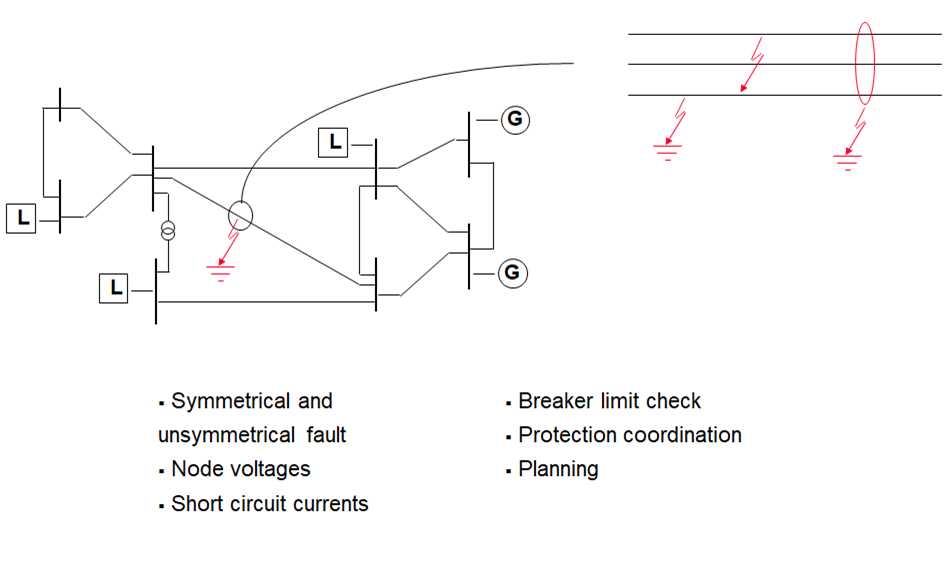 G
L
L
G
L
▪ Symmetrical and
unsymmetrical fault
▪ Node voltages
▪ Short circuit currents
▪ Breaker limit check
▪ Protection coordination
▪ Planning